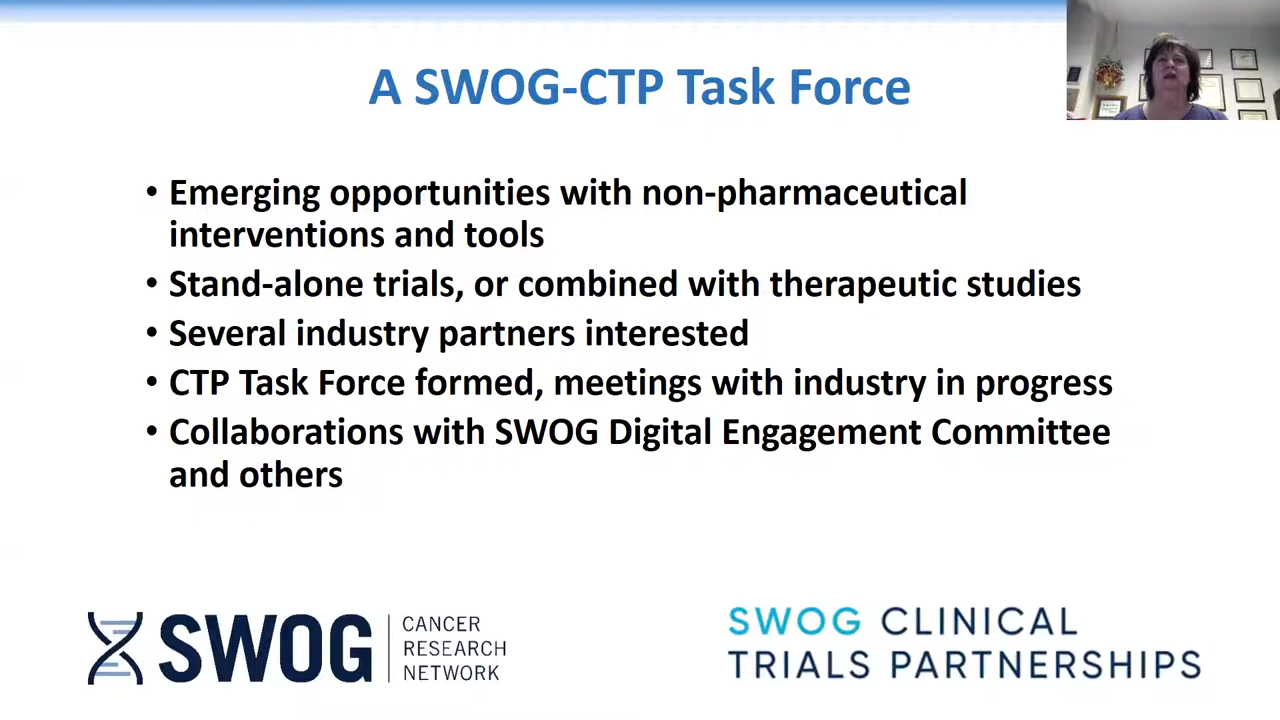 A SWOG-CTP Task Force
• Emerging opportunities with non-pharmaceutical
interventions and tools
• Stand-alone trials, or combined with therapeutic studies
• Several industry partners interested
• CTP Task Force formed, meetings with industry in progress
• Collaborations with SWOG Digital Engagement Committee
and others
SWOG
CANCER
RESEARCH
NETWORK
SWOG CLINICAL
TRIALS PARTNERSHIPS